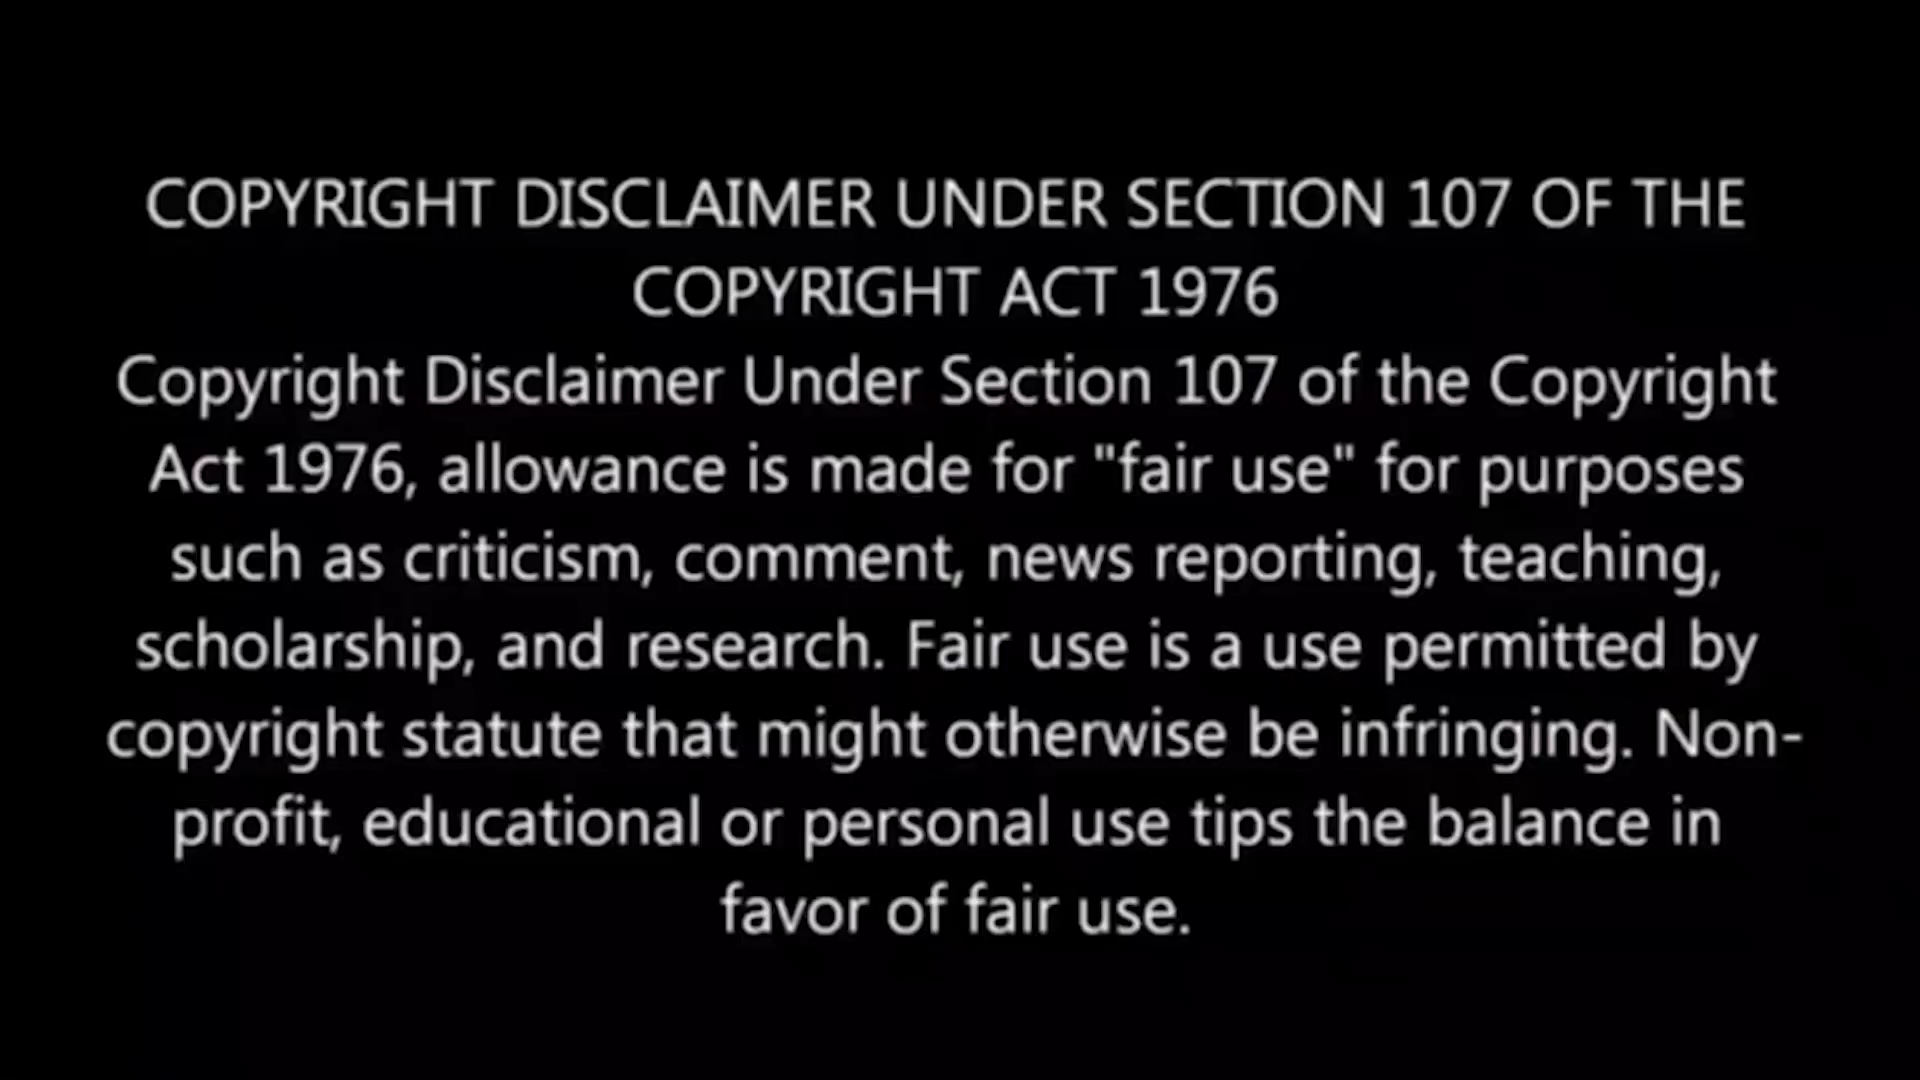 COPYRIGHT DISCLAIMER UNDER SECTION 107 OF THE
COPYRIGHT ACT 1976
Copyright Disclaimer Under Section 107 of the Copyright
Act 1976, allowance is made for "fair use" for purposes
such as criticism, comment, news reporting, teaching,
scholarship, and research. Fair use is a use permitted by
copyright statute that might otherwise be infringing. Non-
profit, educational or personal use tips the balance in
favor of fair use.